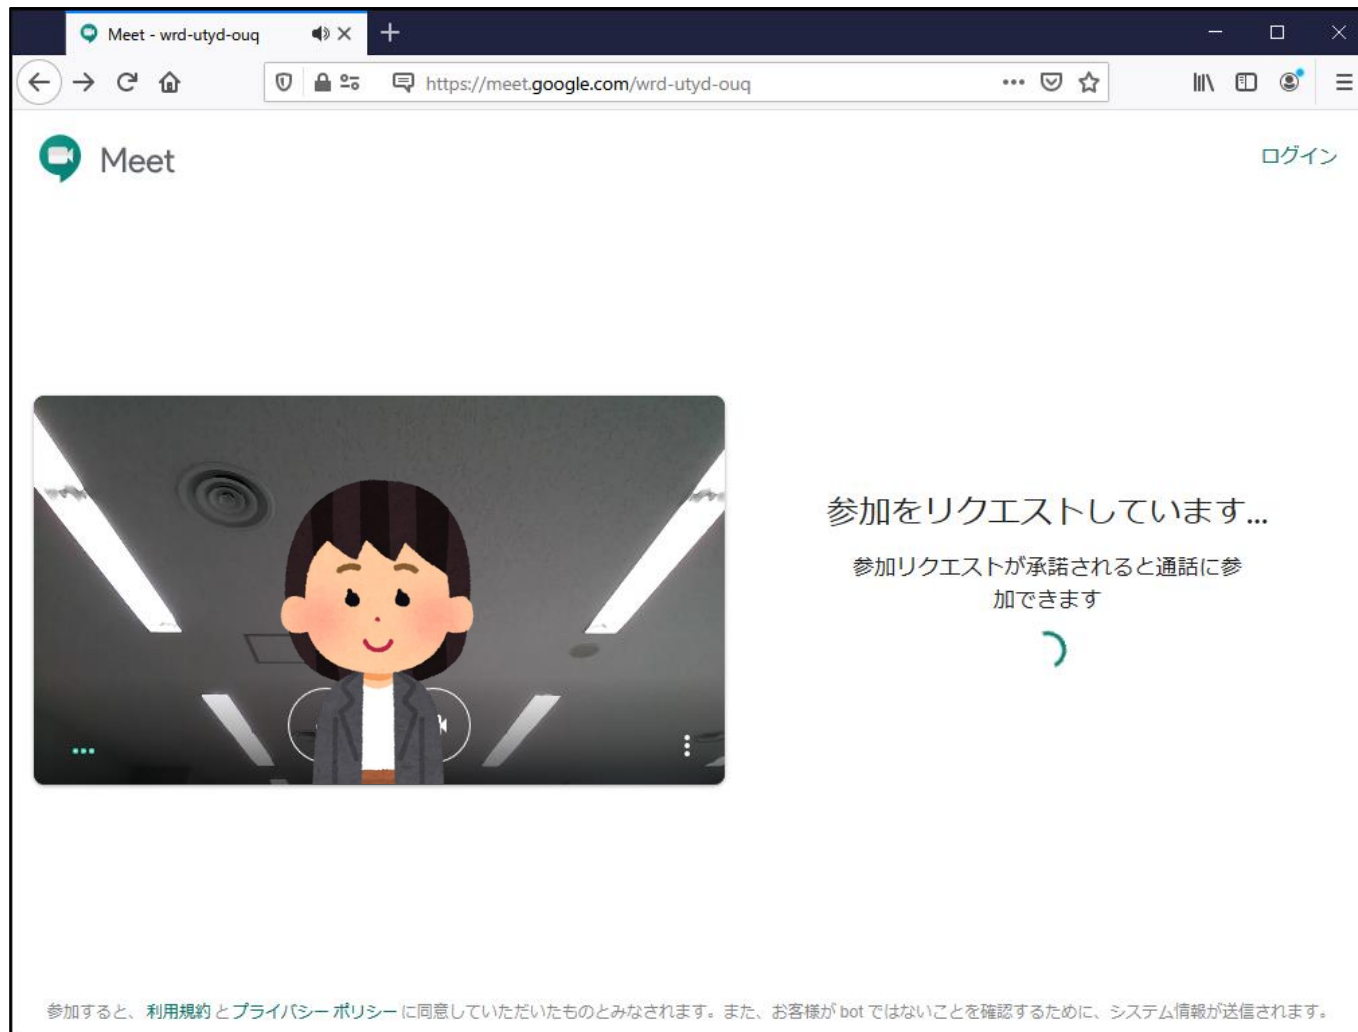 Meet - wrd-utyd-ouq
https://meet.google.com/wrd-utyd-ouq
Meet
ログイン
参加をリクエストしています...
参加リクエストが承諾されると通話に参
加できます
参加すると、利用規約とプライバシー ポリシーに同意していただいたものとみなされます。また、お客様が bot ではないことを確認するために、システム情報が送信されます。